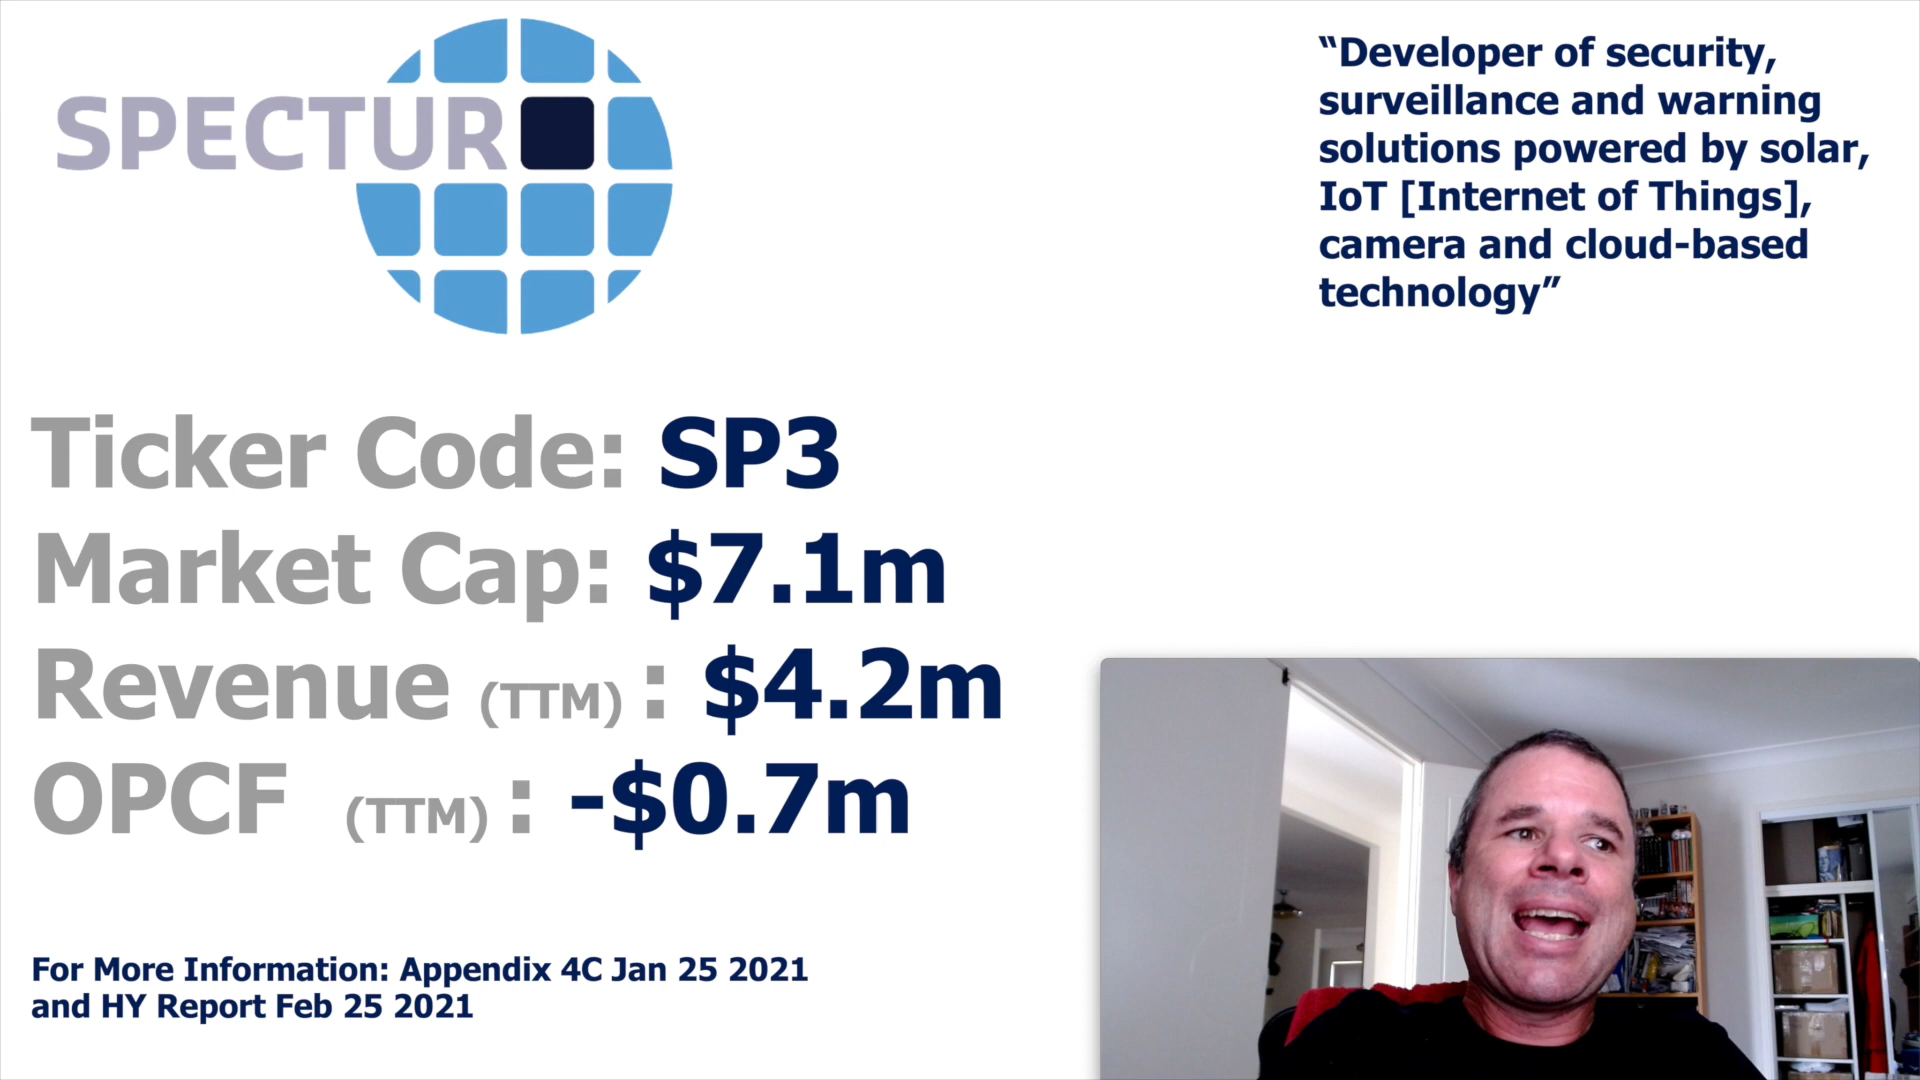 SPECTUR
“Developer of security,
surveillance and warning
solutions powered by solar,
IoT [Internet of Things],
camera and cloud-based
technology”
Ticker Code: SP3
Market Cap: $7.1m
Revenue (TTM) : $4.2m
OPCF (TTM) : -$0.7m
For More Information: Appendix 4C Jan 25 2021
and HY Report Feb 25 2021